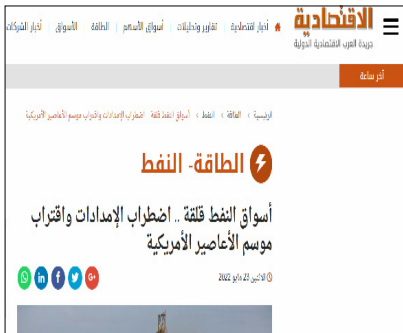 الاقتصادية
جريدة العرب الاقتصادية الدولية
أخبار اقتصادية | تقارير وتحليلات | أسواق الأسهم | الطاقة | الأسواق | أخبار الشركات
آخر ساعة
الرئيسية › الطاقة › النفط › أسواق النفط قلقة .. اضطراب الإمدادات واقتراب موسم الأعاصير الأمريكية
الطاقة- النفط
أسواق النفط قلقة .. اضطراب الإمدادات واقتراب
موسم الأعاصير الأمريكية
الاثنين 23 مايو 2022